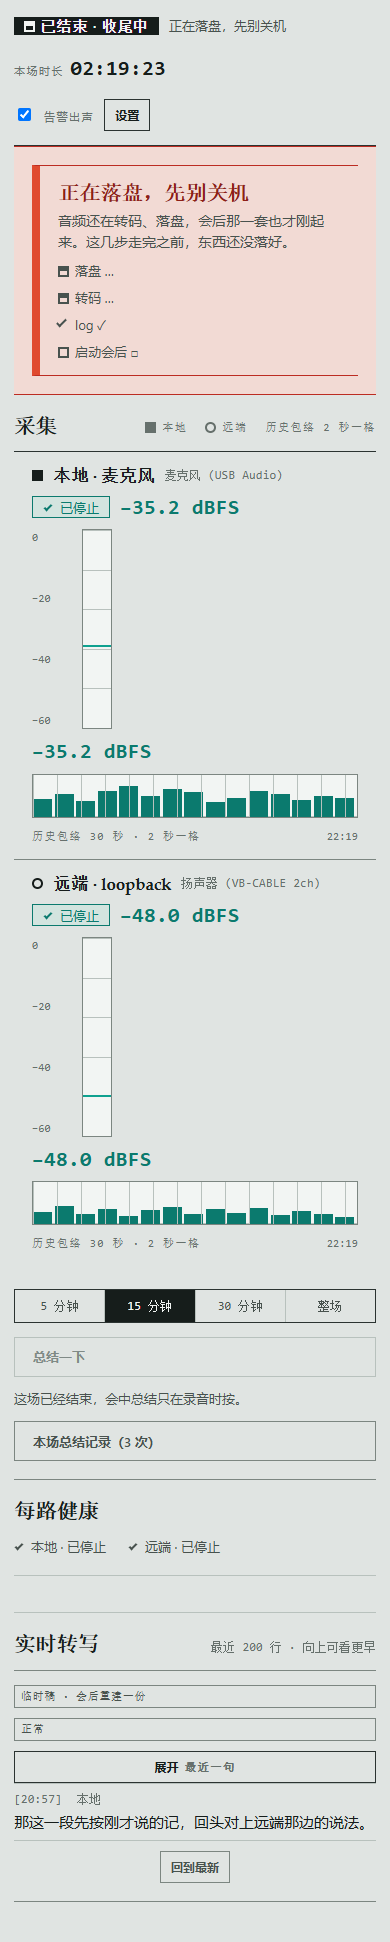 已结束 · 收尾中 正在落盘，先别关机
本场时长 02:19:23
告警出声 设置
正在落盘，先别关机
音频还在转码、落盘，会后那一套也才刚起
来。这几步走完之前，东西还没落好。
落盘 …
转码 …
log ✓
启动会后 □
采集 本地 远端 历史包络 2 秒一格
本地 · 麦克风 麦克风 (USB Audio)
已停止 −35.2 dBFS
0
−20
−40
−60
−35.2 dBFS
历史包络 30 秒 · 2 秒一格 22:19
远端 · loopback 扬声器 (VB-CABLE 2ch)
已停止 −48.0 dBFS
0
−20
−40
−60
−48.0 dBFS
历史包络 30 秒 · 2 秒一格 22:19
5 分钟 15 分钟 30 分钟 整场
总结一下
这场已经结束，会中总结只在录音时按。
本场总结记录（3 次）
每路健康
本地 · 已停止 远端 · 已停止
实时转写 最近 200 行 · 向上可看更早
临时稿 · 会后重建一份
正常
展开 最近一句
[20:57] 本地
那这一段先按刚才说的记，回头对上远端那边的说法。
回到最新